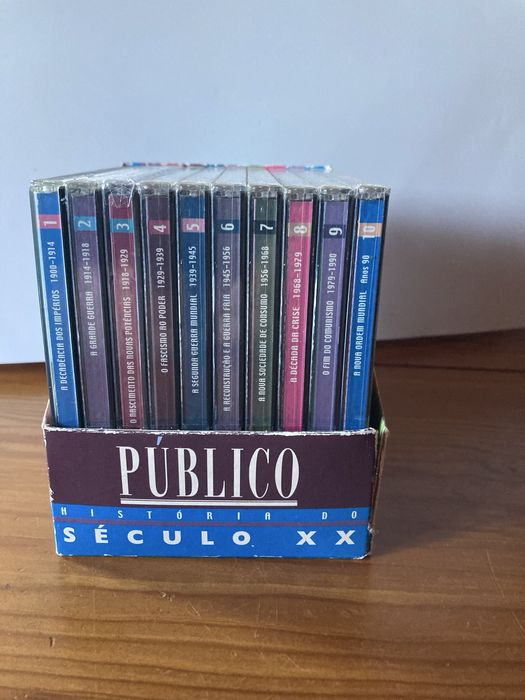 1 A DECADÊNCIA DOS IMPÉRIOS 1900-1914
2 A GRANDE GUERRA 1914-1918
3 O NASCIMENTO DAS NOVAS POTÊNCIAS 1918-1929
4 O FASCISMO NO PODER 1929-1939
5 A SEGUNDA GUERRA MUNDIAL 1939-1945
6 A RECONSTRUÇÃO E A GUERRA FRIA 1945-1956
7 A NOVA SOCIEDADE DE CONSUMO 1956-1968
8 A DÉCADA DA CRISE 1968-1979
9 O FIM DO COMUNISMO 1979-1990
10 A NOVA ORDEM MUNDIAL Anos 90
PÚBLICO
HISTÓRIA DO
SÉCULO XX